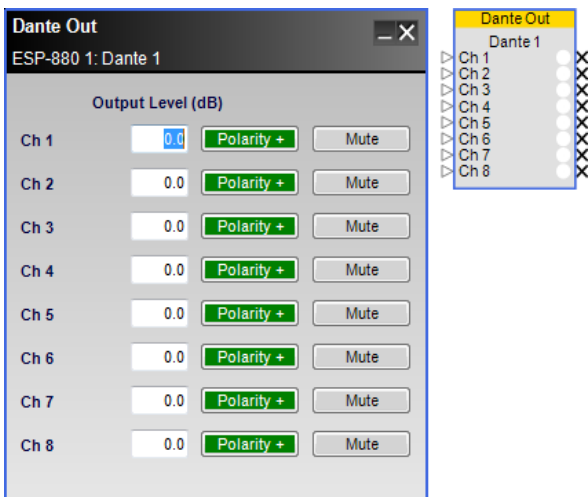 Dante Out
ESP-880 1: Dante 1
Output Level (dB)
Ch 1 0.0 Polarity + Mute
Ch 2 0.0 Polarity + Mute
Ch 3 0.0 Polarity + Mute
Ch 4 0.0 Polarity + Mute
Ch 5 0.0 Polarity + Mute
Ch 6 0.0 Polarity + Mute
Ch 7 0.0 Polarity + Mute
Ch 8 0.0 Polarity + Mute
Dante Out
Dante 1
Ch 1
Ch 2
Ch 3
Ch 4
Ch 5
Ch 6
Ch 7
Ch 8